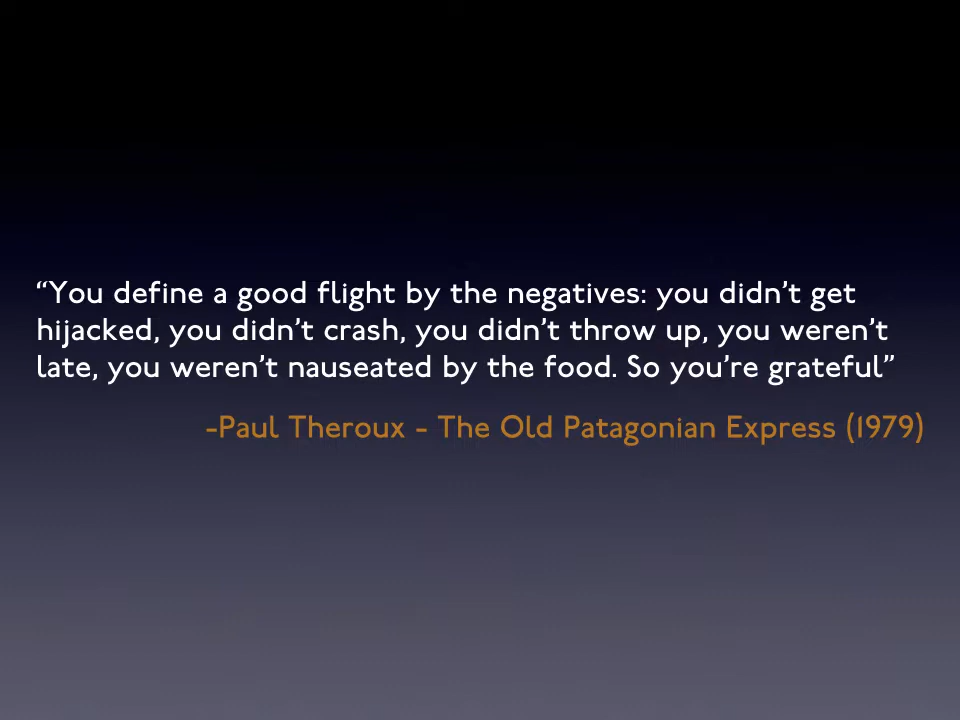 “You define a good flight by the negatives: you didn’t get
hijacked, you didn’t crash, you didn’t throw up, you weren’t
late, you weren’t nauseated by the food. So you’re grateful”
-Paul Theroux - The Old Patagonian Express (1979)